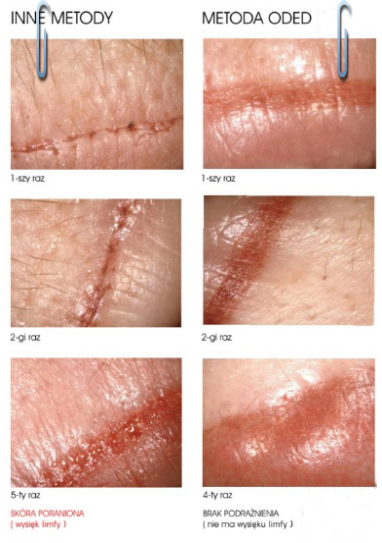 INNE METODY
METODA ODED
1-szy raz
1-szy raz
2-gi raz
2-gi raz
5-ty raz
4-ty raz
SKÓRA PORANIONA
( wysięk limfy )
BRAK PODRAŻNIENIA
( nie ma wysięku limfy )